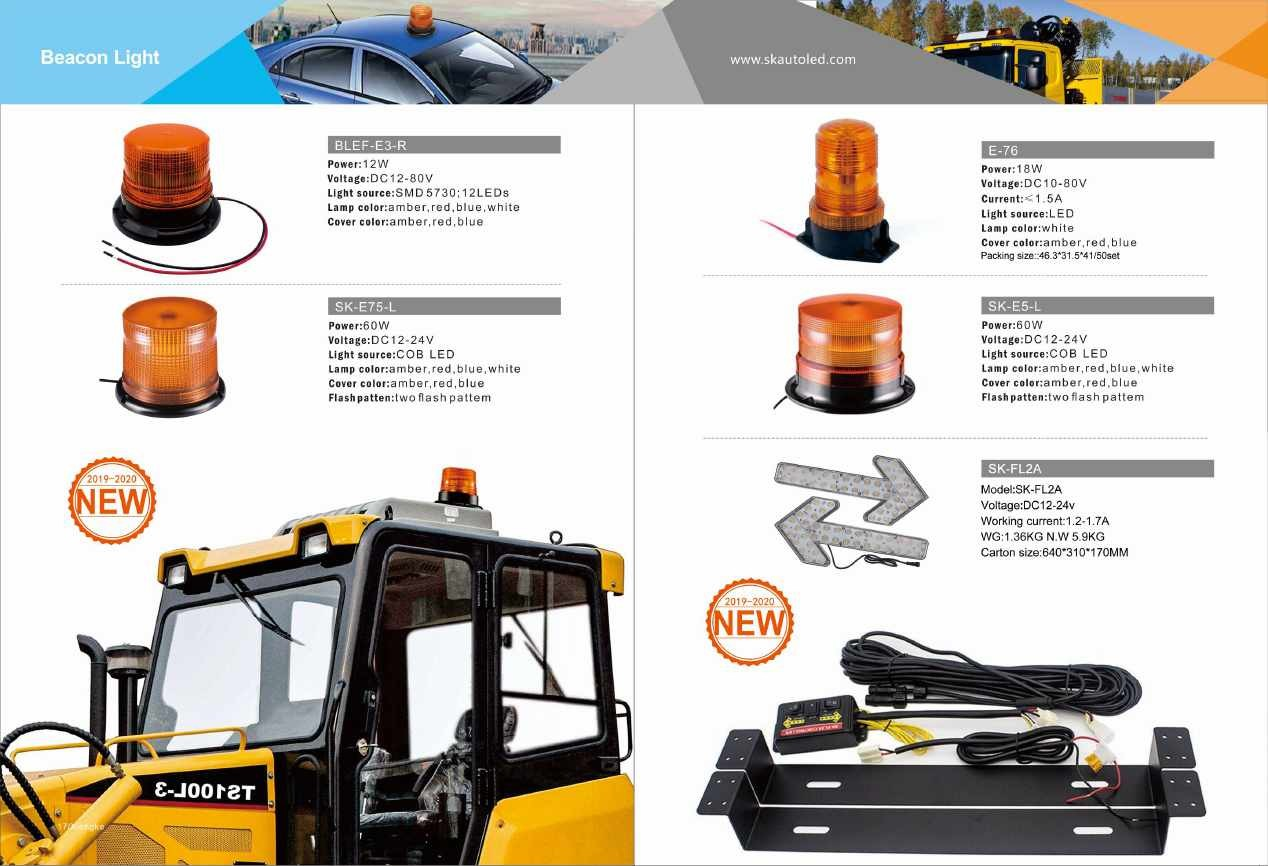 Beacon Light
www.skautoled.com
BLEF-E3-R
Power:12W
Voltage:DC12-80V
Light source:SMD 5730;12LEDs
Lamp color:amber,red,blue,white
Cover color:amber,red,blue
SK-E75-L
Power:60W
Voltage:DC12-24V
Light source:COB LED
Lamp color:amber,red,blue,white
Cover color:amber,red,blue
Flash patten:two flash pattem
2019-2020
NEW
TS100L-3
E-76
Power:18W
Voltage:DC10-80V
Current:≤1.5A
Light source:LED
Lamp color:white
Cover color:amber,red,blue
Packing size::46.3*31.5*41/50set
SK-E5-L
Power:60W
Voltage:DC12-24V
Light source:COB LED
Lamp color:amber,red,blue,white
Cover color:amber,red,blue
Flash patten:two flash pattem
SK-FL2A
Model:SK-FL2A
Voltage:DC12-24v
Working current:1.2-1.7A
WG:1.36KG N.W 5.9KG
Carton size:640*310*170MM
2019-2020
NEW